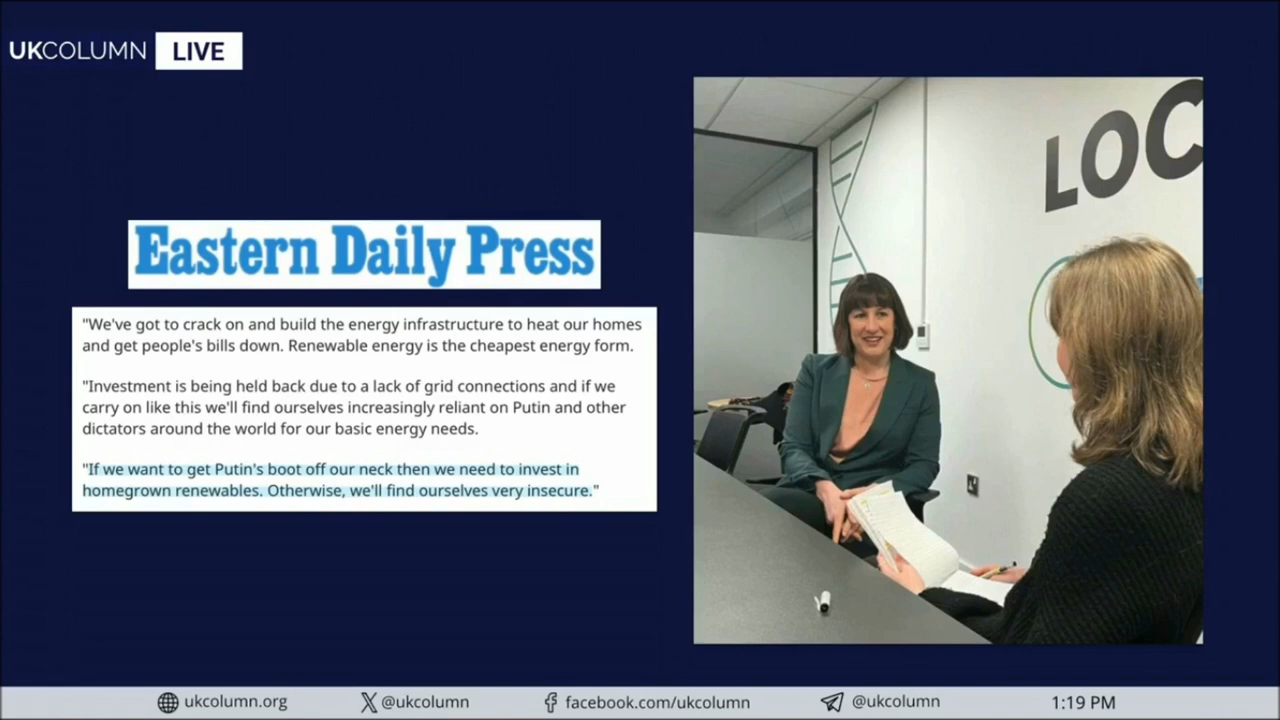 UKCOLUMN LIVE
LOC
Eastern Daily Press
"We've got to crack on and build the energy infrastructure to heat our homes
and get people's bills down. Renewable energy is the cheapest energy form.
"Investment is being held back due to a lack of grid connections and if we
carry on like this we'll find ourselves increasingly reliant on Putin and other
dictators around the world for our basic energy needs.
"If we want to get Putin's boot off our neck then we need to invest in
homegrown renewables. Otherwise, we'll find ourselves very insecure."
ukcolumn.org @ukcolumn facebook.com/ukcolumn @ukcolumn 1:19 PM